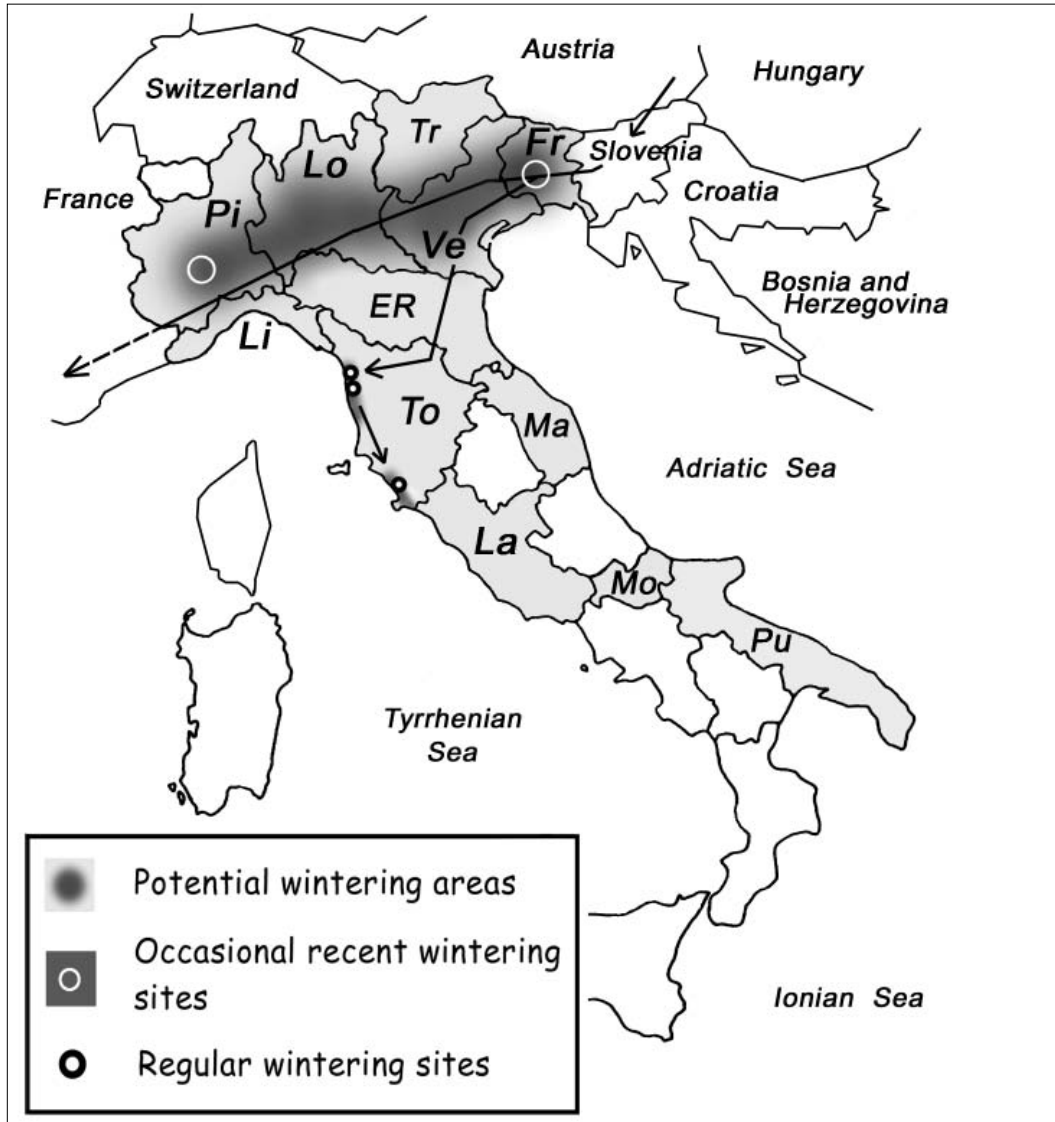 Austria
Hungary
Switzerland
Tr
Fr
Slovenia
Lo
France
Croatia
Pi
Ve
Bosnia and
Herzegovina
ER
Li
To
Ma
Adriatic Sea
La
Mo
Pu
Tyrrhenian
Sea
Potential wintering areas
Occasional recent wintering
sites
Ionian Sea
Regular wintering sites